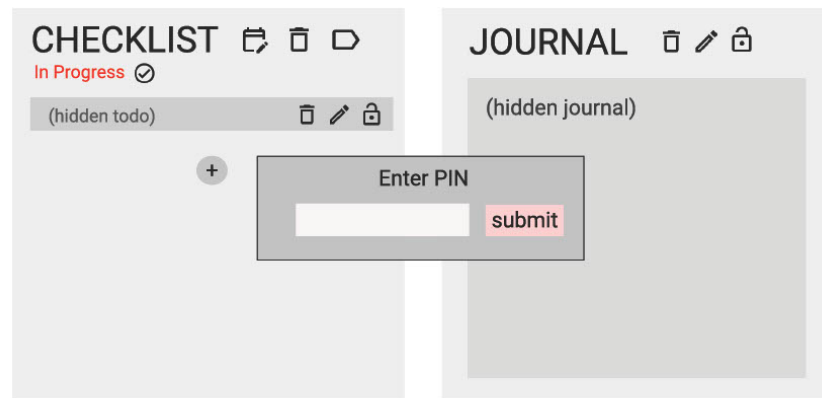 CHECKLIST
In Progress
(hidden todo)
+
Enter PIN
submit
JOURNAL
(hidden journal)